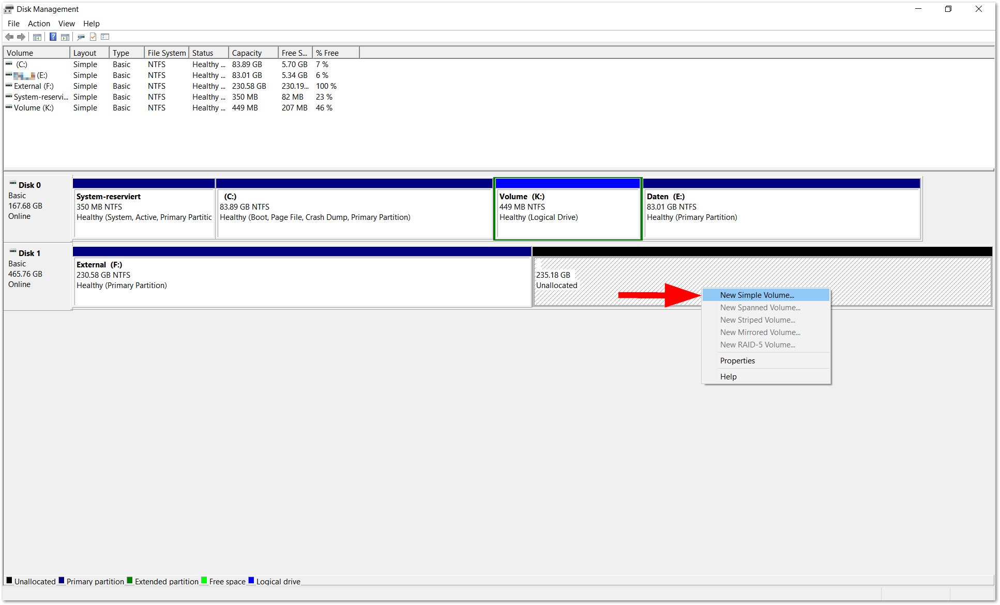 Disk Management
File Action View Help
Volume Layout Type File System Status Capacity Free S... % Free
(C:) Simple Basic NTFS Healthy ... 83.89 GB 5.70 GB 7 %
(E:) Simple Basic NTFS Healthy ... 83.01 GB 5.34 GB 6 %
External (F:) Simple Basic NTFS Healthy ... 230.58 GB 230.19... 100 %
System-reservi... Simple Basic NTFS Healthy ... 350 MB 82 MB 23 %
Volume (K:) Simple Basic NTFS Healthy ... 449 MB 207 MB 46 %
Disk 0
Basic
167.68 GB
Online
System-reserviert
350 MB NTFS
Healthy (System, Active, Primary Partitic
(C:)
83.89 GB NTFS
Healthy (Boot, Page File, Crash Dump, Primary Partition)
Volume (K:)
449 MB NTFS
Healthy (Logical Drive)
Daten (E:)
83.01 GB NTFS
Healthy (Primary Partition)
Disk 1
Basic
465.76 GB
Online
External (F:)
230.58 GB NTFS
Healthy (Primary Partition)
235.18 GB
Unallocated
New Simple Volume...
New Spanned Volume...
New Striped Volume...
New Mirrored Volume...
New RAID-5 Volume...
Properties
Help
Unallocated Primary partition Extended partition Free space Logical drive